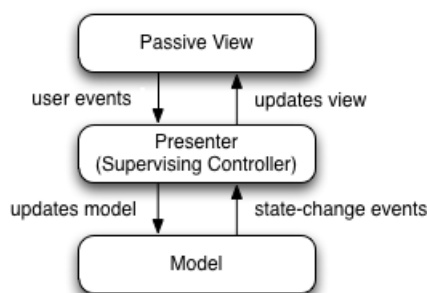 Passive View
user events
updates view
Presenter
(Supervising Controller)
updates model
state-change events
Model